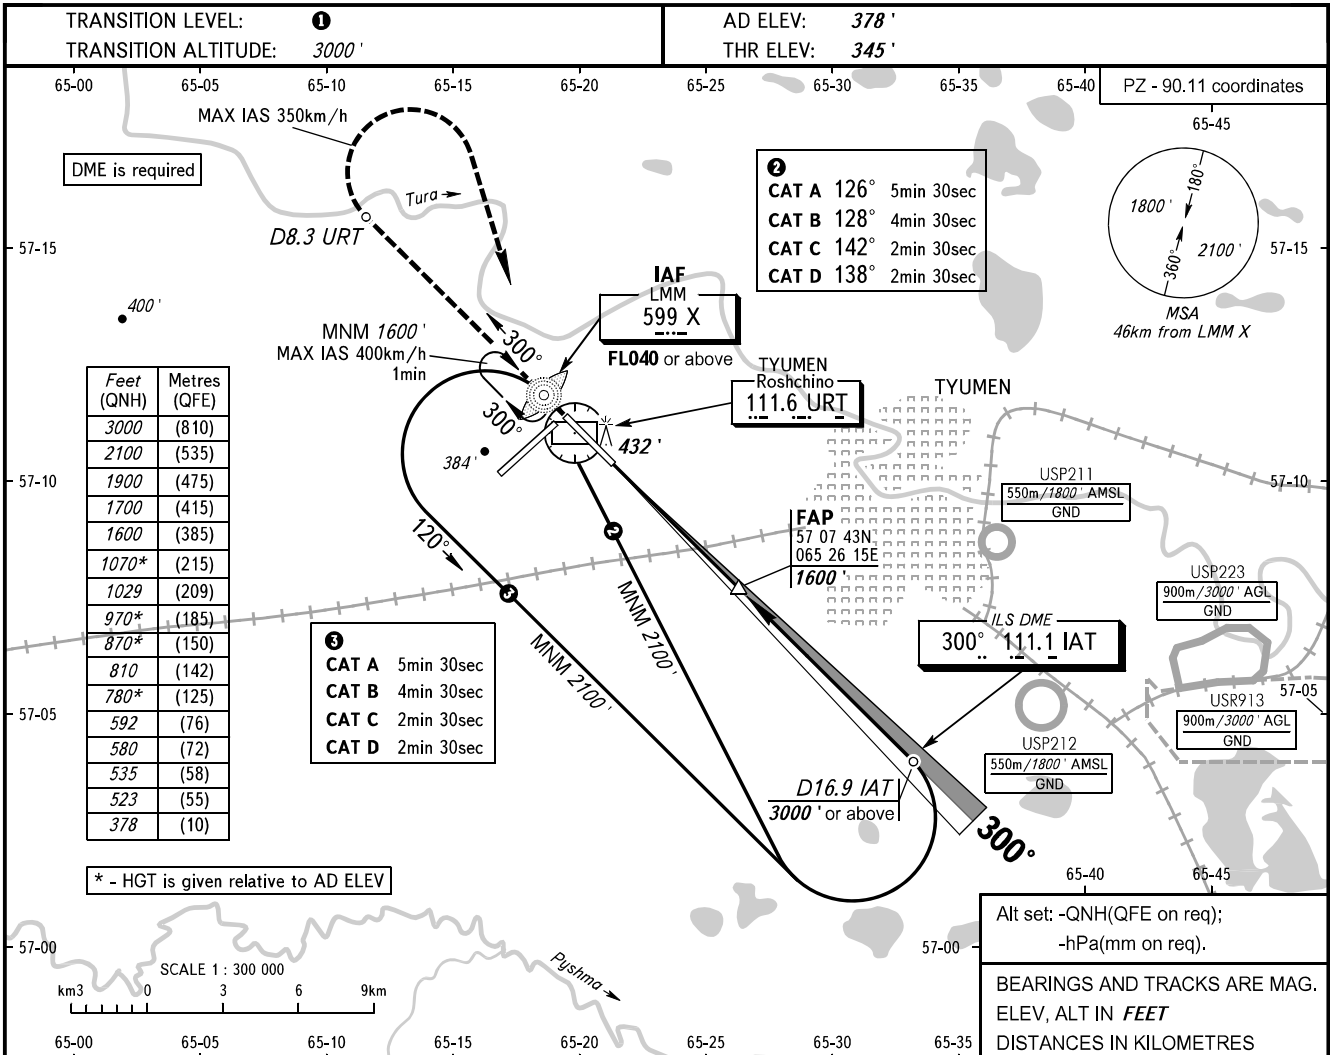 TRANSITION LEVEL: ❶
TRANSITION ALTITUDE: 3000 '
AD ELEV: 378 '
THR ELEV: 345 '
65-00 65-05 65-10 65-15 65-20 65-25 65-30 65-35 65-40
PZ - 90.11 coordinates
65-45
MAX IAS 350km/h
DME is required
Tura
D8.3 URT
57-15
400 '
❷
CAT A 126° 5min 30sec
CAT B 128° 4min 30sec
CAT C 142° 2min 30sec
CAT D 138° 2min 30sec
180°
1800 '
2100 '
360°
57-15
MSA
46km from LMM X
IAF
LMM
599 X
FL040 or above
MNM 1600 '
MAX IAS 400km/h
1min
300°
300°
TYUMEN
Roshchino
111.6 URT
TYUMEN
432 '
384 '
57-10
57-10
Feet (QNH) Metres (QFE)
3000 (810)
2100 (535)
1900 (475)
1700 (415)
1600 (385)
1070* (215)
1029 (209)
970* (185)
870* (150)
810 (142)
780* (125)
592 (76)
580 (72)
535 (58)
523 (55)
378 (10)
* - HGT is given relative to AD ELEV
USP211
550m/1800 ' AMSL
GND
FAP
57 07 43N
065 26 15E
1600 '
120°
❷
MNM 2100 '
❸
MNM 2100 '
USP223
900m/3000 ' AGL
GND
ILS DME
300° 111.1 IAT
❸
CAT A 5min 30sec
CAT B 4min 30sec
CAT C 2min 30sec
CAT D 2min 30sec
57-05
57-05
USR913
900m/3000 ' AGL
GND
USP212
550m/1800 ' AMSL
GND
D16.9 IAT
3000 ' or above
300°
65-40 65-45
57-00
57-00
Pyshma
SCALE 1 : 300 000
km3 0 3 6 9km
65-00 65-05 65-10 65-15 65-20 65-25 65-30 65-35
Alt set: -QNH(QFE on req);
-hPa(mm on req).
BEARINGS AND TRACKS ARE MAG.
ELEV, ALT IN FEET
DISTANCES IN KILOMETRES